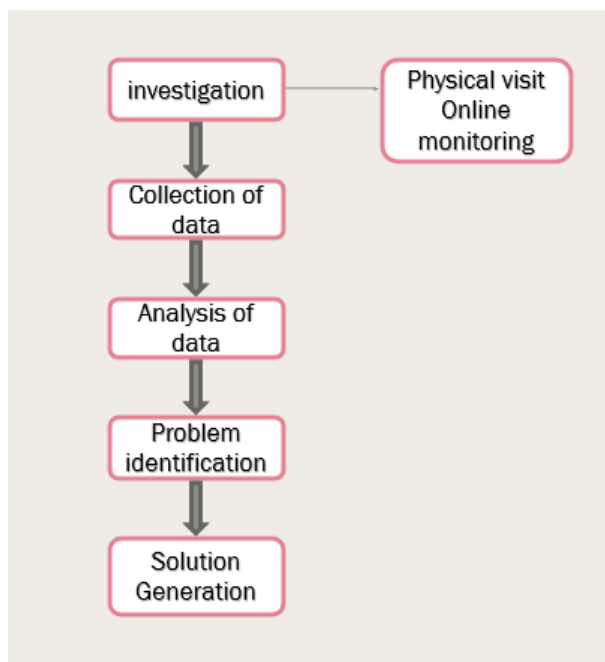 investigation
Physical visit
Online
monitoring
Collection of
data
Analysis of
data
Problem
identification
Solution
Generation